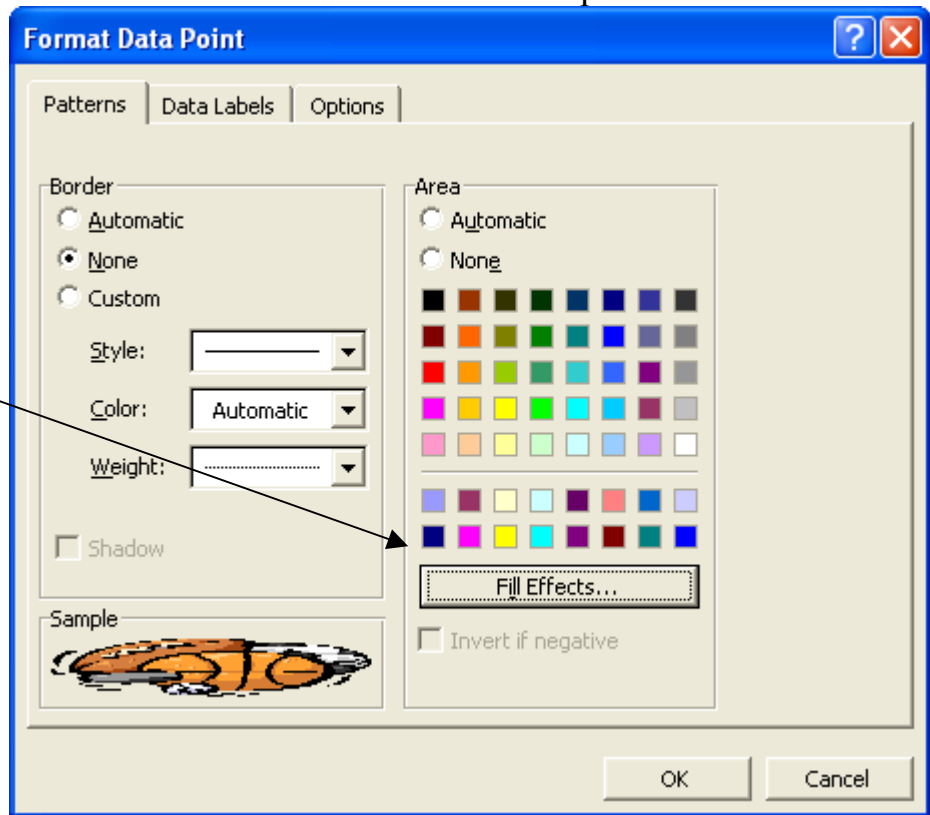 Format Data Point
Patterns Data Labels Options
Border
Automatic
None
Custom
Style:
Color: Automatic
Weight:
Shadow
Sample
Area
Automatic
None
Fill Effects...
Invert if negative
OK Cancel